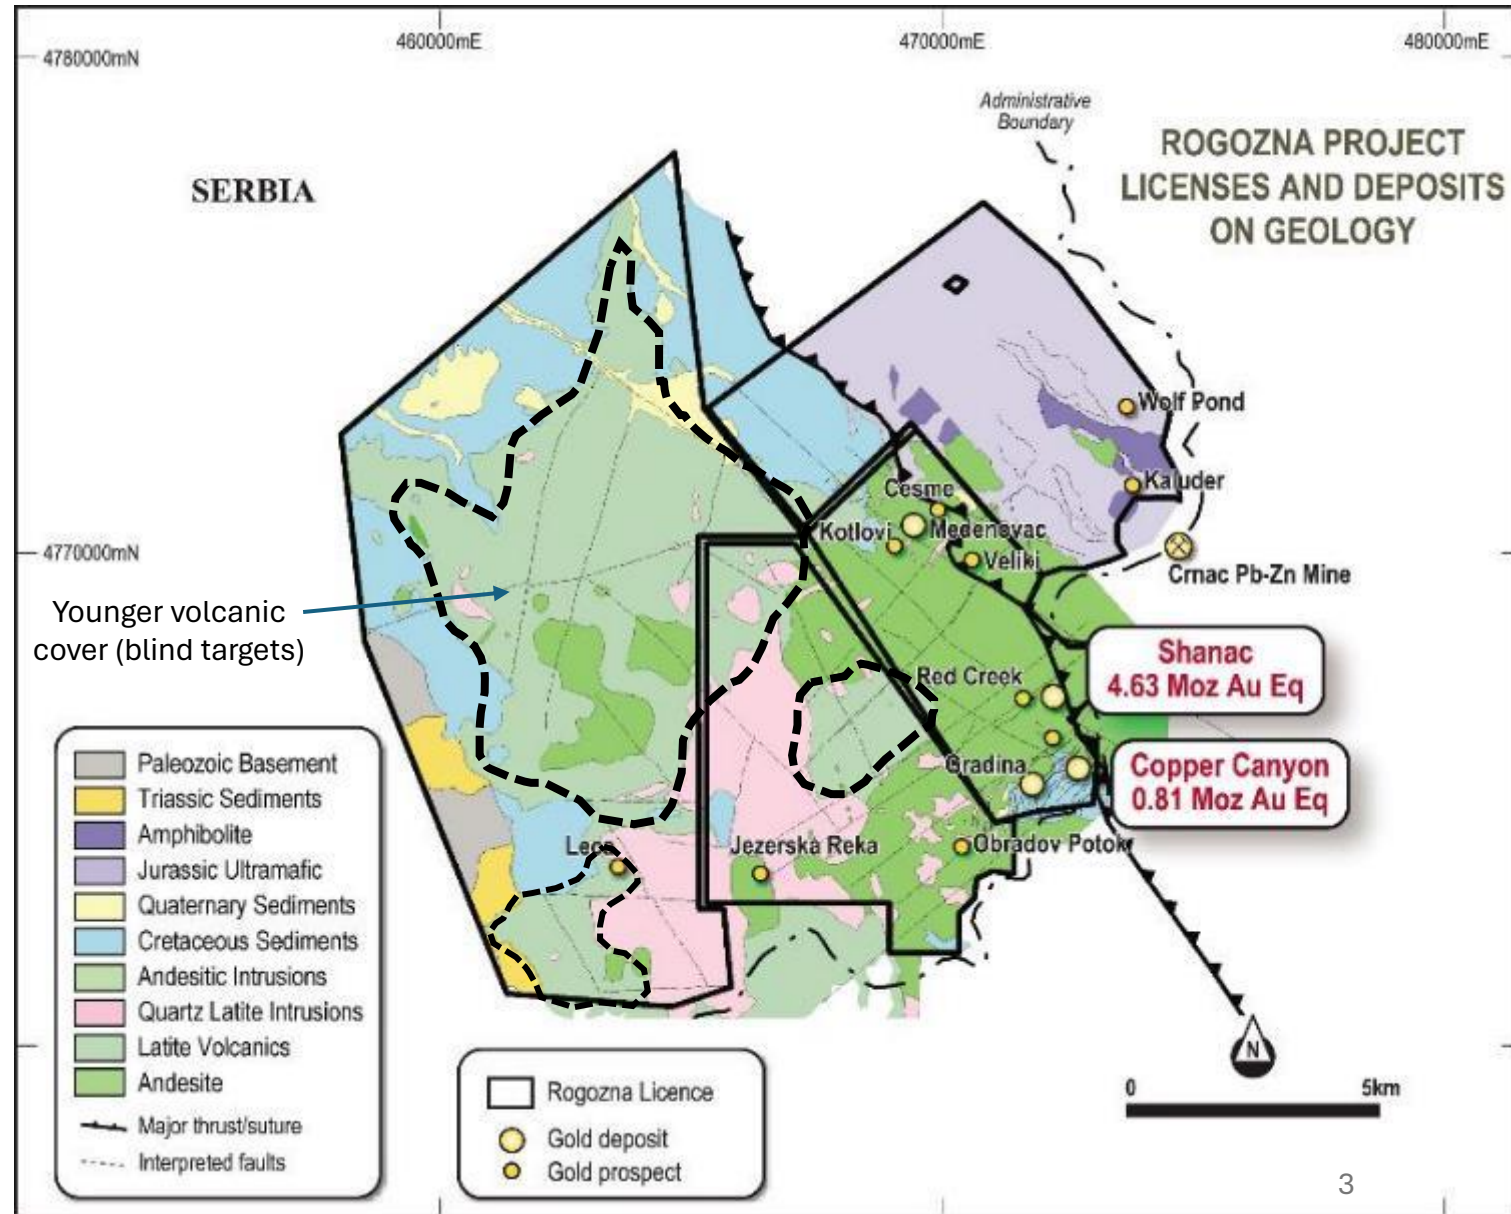 460000mE
470000mE
480000mE
4780000mN
Administrative
Boundary
ROGOZNA PROJECT
LICENSES AND DEPOSITS
ON GEOLOGY
SERBIA
Wolf Pond
Kaluder
Cesme
Kotlovi
Medenovac
Veliki
4770000mN
Crnac Pb-Zn Mine
Younger volcanic
cover (blind targets)
Red Creek
Shanac
4.63 Moz Au Eq
Gradina
Copper Canyon
0.81 Moz Au Eq
Leca
Jezerska Reka
Obradov Potok
Paleozoic Basement
Triassic Sediments
Amphibolite
Jurassic Ultramafic
Quaternary Sediments
Cretaceous Sediments
Andesitic Intrusions
Quartz Latite Intrusions
Latite Volcanics
Andesite
Major thrust/suture
Interpreted faults
Rogozna Licence
Gold deposit
Gold prospect
N
0
5km
3